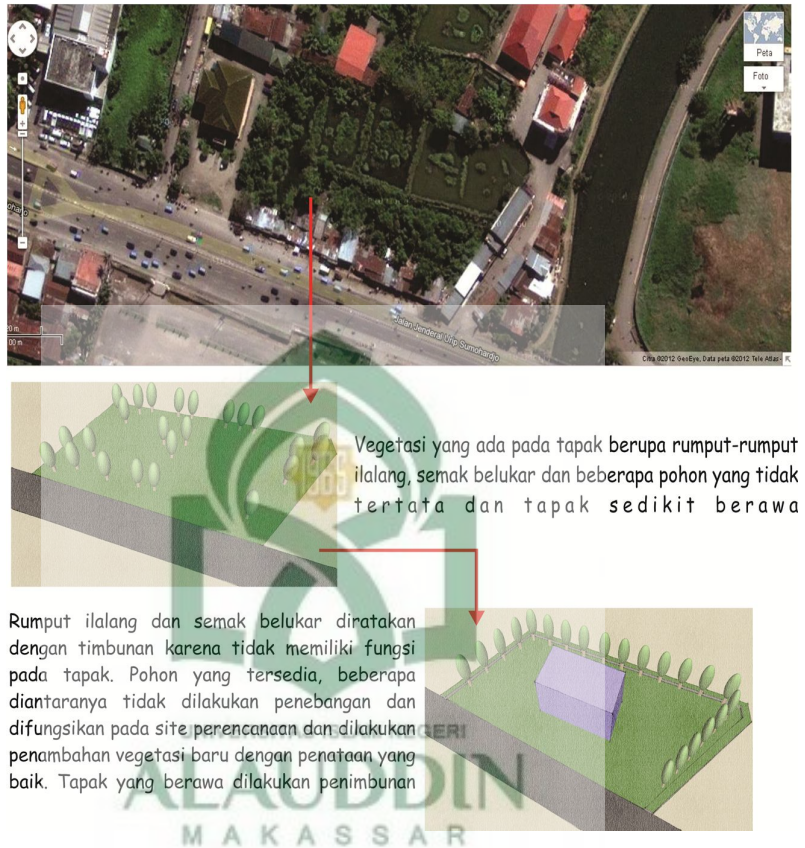 Peta
Foto
Jalan Jenderal Urip Sumohardjo
Citra ©2012 GeoEye, Data peta ©2012 Tele Atlas -
Vegetasi yang ada pada tapak berupa rumput-rumput
ilalang, semak belukar dan beberapa pohon yang tidak
tertata dan tapak sedikit berawa
Rumput ilalang dan semak belukar diratakan
dengan timbunan karena tidak memiliki fungsi
pada tapak. Pohon yang tersedia, beberapa
diantaranya tidak dilakukan penebangan dan
difungsikan pada site perencanaan dan dilakukan
penambahan vegetasi baru dengan penataan yang
baik. Tapak yang berawa dilakukan penimbunan
UNIVERSITAS ISLAM NEGERI
ALAUDDIN
MAKASSAR